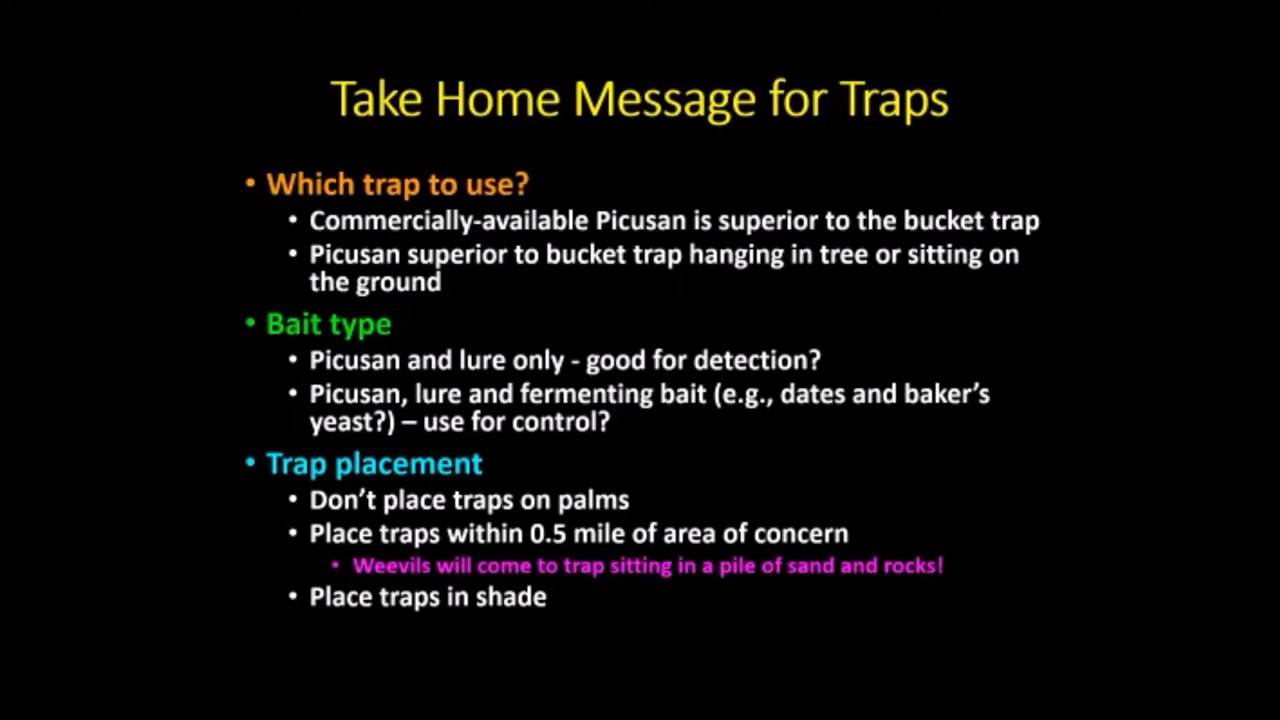 Take Home Message for Traps
• Which trap to use?
• Commercially-available Picusan is superior to the bucket trap
• Picusan superior to bucket trap hanging in tree or sitting on
the ground
• Bait type
• Picusan and lure only - good for detection?
• Picusan, lure and fermenting bait (e.g., dates and baker’s
yeast?) – use for control?
• Trap placement
• Don’t place traps on palms
• Place traps within 0.5 mile of area of concern
• Weevils will come to trap sitting in a pile of sand and rocks!
• Place traps in shade